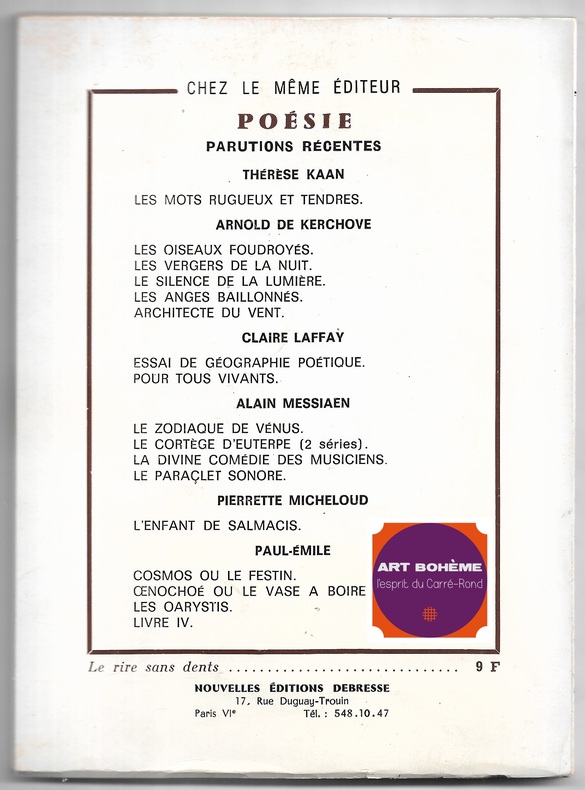 CHEZ LE MÊME ÉDITEUR
POÉSIE
PARUTIONS RÉCENTES
THÉRÈSE KAAN
LES MOTS RUGUEUX ET TENDRES.
ARNOLD DE KERCHOVE
LES OISEAUX FOUDROYÉS.
LES VERGERS DE LA NUIT.
LE SILENCE DE LA LUMIÈRE.
LES ANGES BAILLONNÉS.
ARCHITECTE DU VENT.
CLAIRE LAFFAY
ESSAI DE GÉOGRAPHIE POÉTIQUE.
POUR TOUS VIVANTS.
ALAIN MESSIAEN
LE ZODIAQUE DE VÉNUS.
LE CORTÈGE D'EUTERPE (2 séries).
LA DIVINE COMÉDIE DES MUSICIENS.
LE PARAÇLET SONORE.
PIERRETTE MICHELOUD
L'ENFANT DE SALMACIS.
PAUL-ÉMILE
COSMOS OU LE FESTIN.
ŒNOCHOÉ OU LE VASE A BOIRE
LES OARYSTIS.
LIVRE IV.
ART BOHÈME
l'esprit du Carré-Rond
Le rire sans dents ............................. 9 F
NOUVELLES ÉDITIONS DEBRESSE
17, Rue Duguay-Trouin
Paris VIe Tél. : 548.10.47